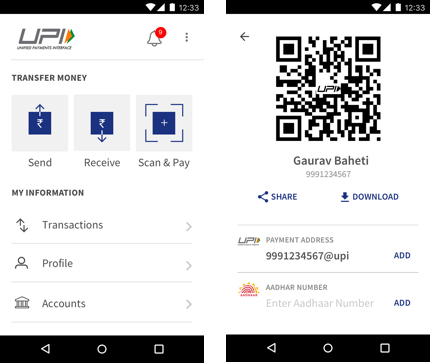 12:33
UPI
UNIFIED PAYMENTS INTERFACE
9
TRANSFER MONEY
₹
₹
Send
Receive
Scan & Pay
MY INFORMATION
Transactions
Profile
Accounts
12:33
UPI
Gaurav Baheti
9991234567
SHARE
DOWNLOAD
UPI
PAYMENT ADDRESS
9991234567@upi
ADD
AADHAR NUMBER
AADHAAR
Enter Aadhaar Number
ADD